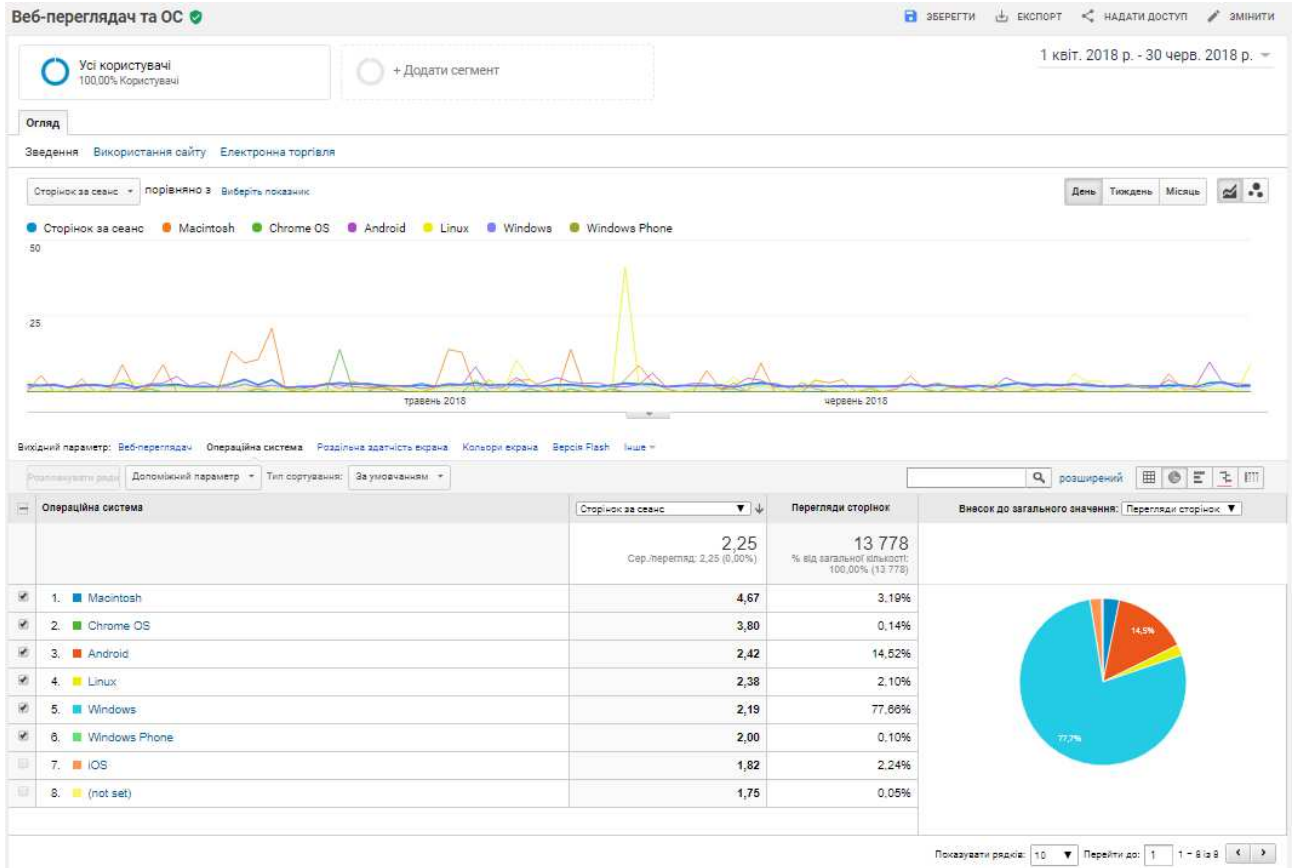 Веб-переглядач та ОС
ЗБЕРЕГТИ ЕКСПОРТ НАДАТИ ДОСТУП ЗМІНИТИ
Усі користувачі
100,00% Користувачі
+ Додати сегмент
1 квіт. 2018 р. - 30 черв. 2018 р.
Огляд
Зведення Використання сайту Електронна торгівля
Сторінок за сеанс порівняно з Виберіть показник
День Тиждень Місяць
Сторінок за сеанс Macintosh Chrome OS Android Linux Windows Windows Phone
50
25
травень 2018 червень 2018
Вихідний параметр: Веб-переглядач Операційна система Роздільна здатність екрана Кольори екрана Версія Flash Інше
Розпланувати ряди Допоміжний параметр Тип сортування: За умовчанням розширений
Операційна система Сторінок за сеанс Перегляди сторінок Внесок до загального значення: Перегляди сторінок
2,25 13 778
Сер./перегляд: 2,25 (0,00%) % від загальної кількості: 100,00% (13 778)
1. Macintosh 4,67 3,19%
2. Chrome OS 3,80 0,14%
3. Android 2,42 14,52%
4. Linux 2,38 2,10%
5. Windows 2,19 77,66%
6. Windows Phone 2,00 0,10%
7. iOS 1,82 2,24%
8. (not set) 1,75 0,05%
14,5%
77,7%
Показувати рядків: 10 Перейти до: 1 1 – 8 із 8